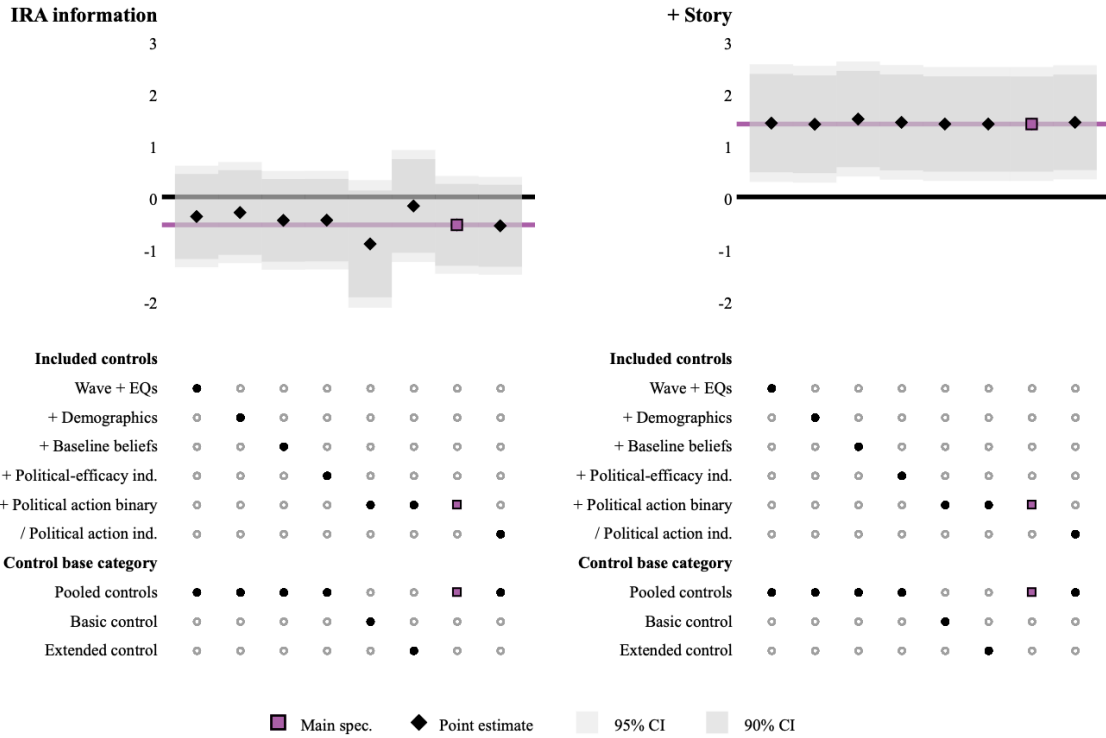 IRA information
3
2
1
0
-1
-2
Included controls
Wave + EQs
+ Demographics
+ Baseline beliefs
+ Political-efficacy ind.
+ Political action binary
/ Political action ind.
Control base category
Pooled controls
Basic control
Extended control
+ Story
3
2
1
0
-1
-2
Included controls
Wave + EQs
+ Demographics
+ Baseline beliefs
+ Political-efficacy ind.
+ Political action binary
/ Political action ind.
Control base category
Pooled controls
Basic control
Extended control
Main spec. Point estimate 95% CI 90% CI